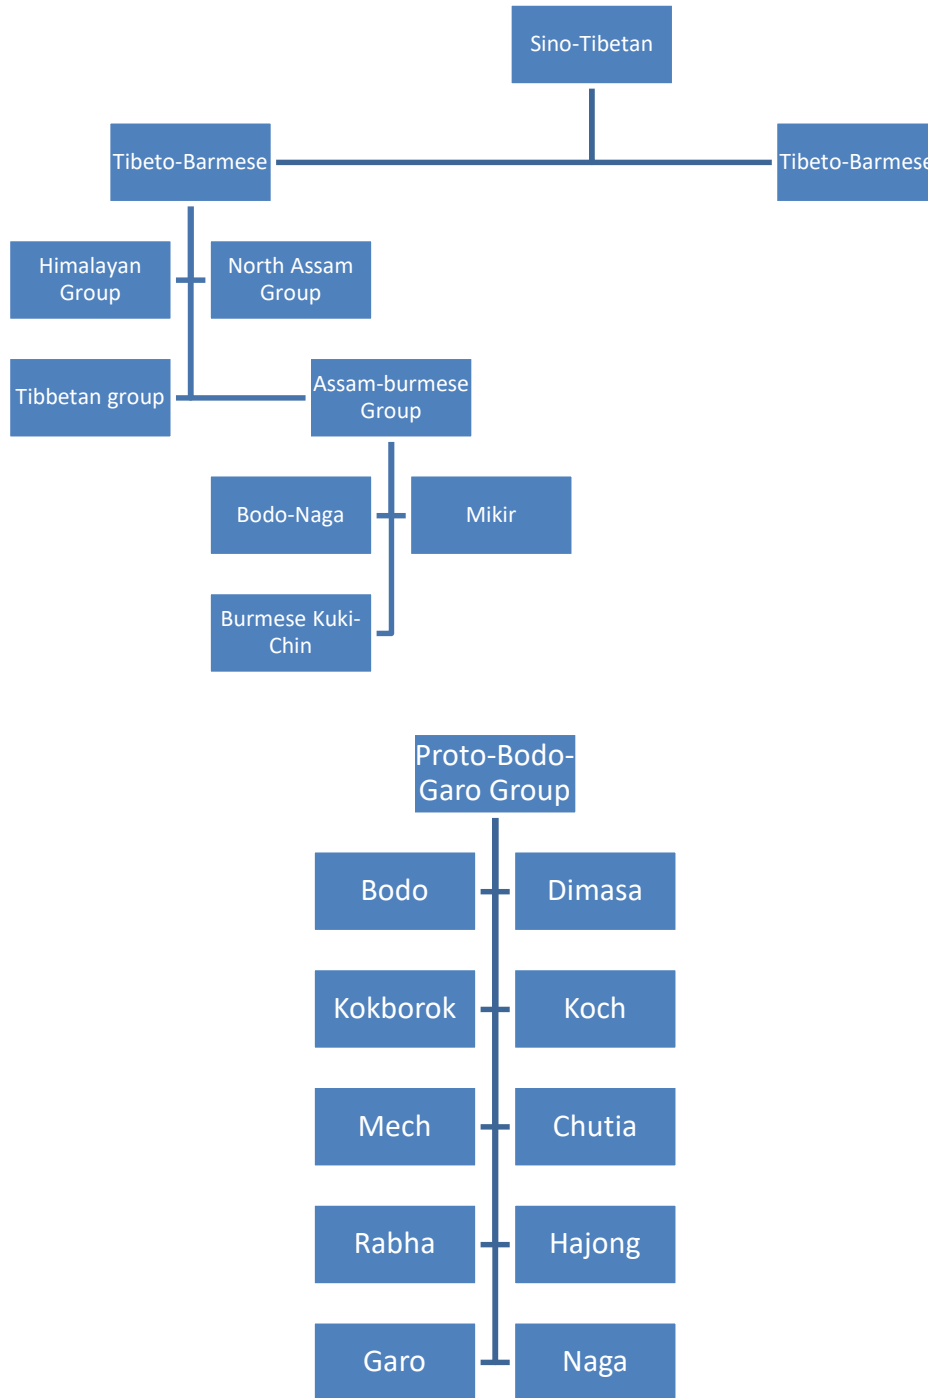 Sino-Tibetan
Tibeto-Barmese
Tibeto-Barmese
Himalayan
Group
North Assam
Group
Tibbetan group
Assam-burmese
Group
Bodo-Naga
Mikir
Burmese Kuki-
Chin
Proto-Bodo-
Garo Group
Bodo
Dimasa
Kokborok
Koch
Mech
Chutia
Rabha
Hajong
Garo
Naga